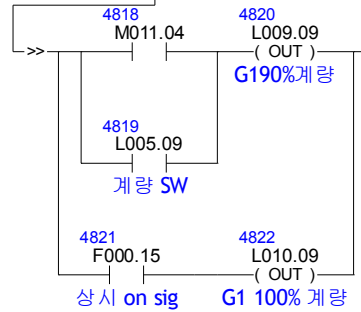 4818 4820
M011.04 L009.09
>> ( OUT )
G190%계량
4819
L005.09
계량 SW
4821 4822
F000.15 L010.09
( OUT )
상시 on sig G1 100% 계량